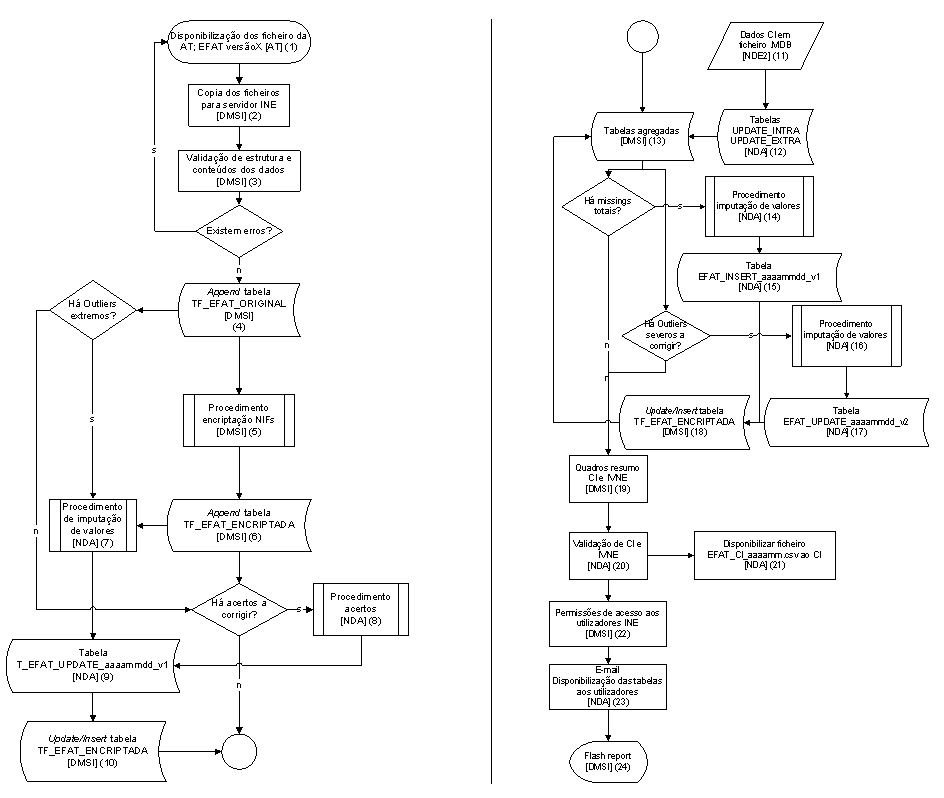 Disponibilização dos ficheiro da
AT; EFAT versãoX [AT] (1)
Copia dos ficheiros
para servidor INE
[DMSI] (2)
s
Validação de estrutura e
conteúdos dos dados
[DMSI] (3)
Existem erros?
n
Append tabela
TF_EFAT_ORIGINAL
[DMSI]
(4)
Há Outliers
extremos?
s
Procedimento
encriptação NIFs
[DMSI] (5)
Procedimento
de imputação
de valores
[NDA] (7)
n
Append tabela
TF_EFAT_ENCRIPTADA
[DMSI] (6)
Há acertos a
corrigir?
s
Procedimento
acertos
[NDA] (8)
n
Tabela
T_EFAT_UPDATE_aaaammdd_v1
[NDA] (9)
Update/Insert tabela
TF_EFAT_ENCRIPTADA
[DMSI] (10)
Dados CI em
ficheiro .MDB
[NDE2] (11)
Tabelas
UPDATE_INTRA
UPDATE_EXTRA
[NDA] (12)
Tabelas agregadas
[DMSI] (13)
Há missings
totais?
s
Procedimento
imputação de valores
[NDA] (14)
Tabela
EFAT_INSERT_aaaammdd_v1
[NDA] (15)
Há Outliers
severos a
corrigir?
s
Procedimento
imputação de valores
[NDA] (16)
n
n
Tabela
EFAT_UPDATE_aaaammdd_v2
[NDA] (17)
Update/Insert tabela
TF_EFAT_ENCRIPTADA
[DMSI] (18)
Quadros resumo
CI e IVNE
[DMSI] (19)
Validação de CI e
IVNE
[NDA] (20)
Disponibilizar ficheiro
EFAT_CI_aaaamm.csv ao CI
[NDA] (21)
Permissões de acesso aos
utilizadores INE
[DMSI] (22)
E-mail
Disponibilização das tabelas
aos utilizadores
[NDA] (23)
Flash report
[DMSI] (24)